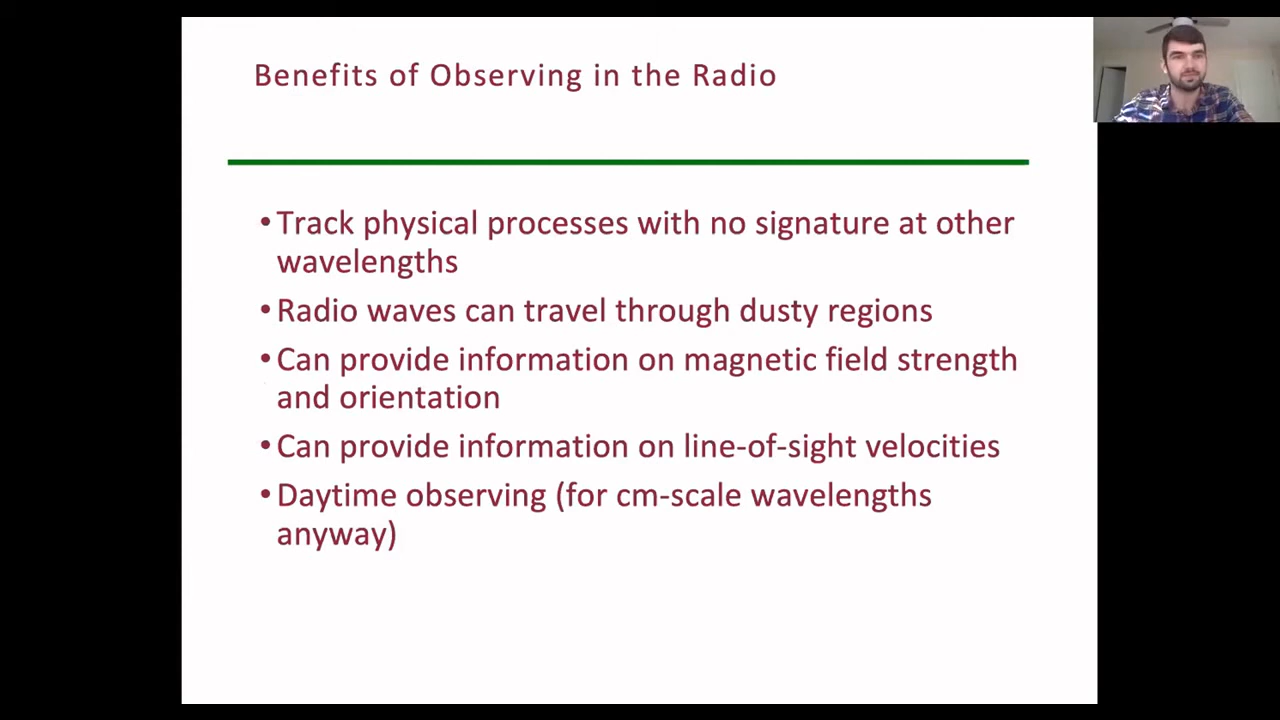 Benefits of Observing in the Radio
•Track physical processes with no signature at other
wavelengths
•Radio waves can travel through dusty regions
•Can provide information on magnetic field strength
and orientation
•Can provide information on line-of-sight velocities
•Daytime observing (for cm-scale wavelengths
anyway)